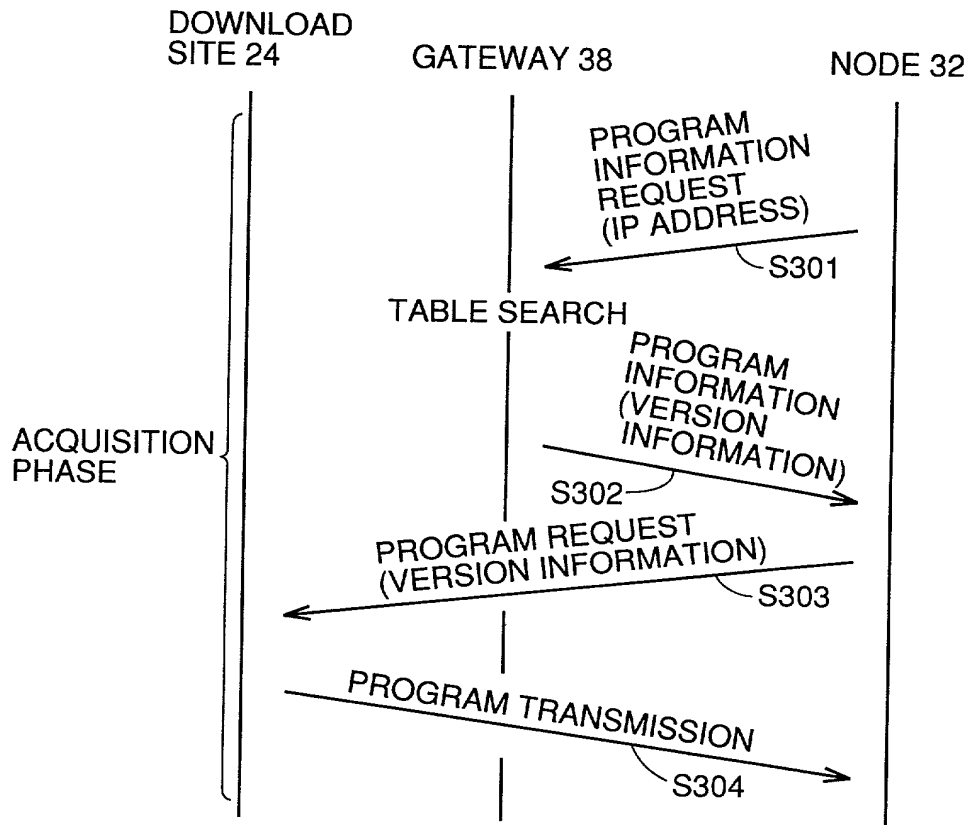 DOWNLOAD
SITE 24
GATEWAY 38
NODE 32
PROGRAM
INFORMATION
REQUEST
(IP ADDRESS)
S301
TABLE SEARCH
PROGRAM
INFORMATION
(VERSION
INFORMATION)
ACQUISITION
PHASE
S302
PROGRAM REQUEST
(VERSION INFORMATION)
S303
PROGRAM TRANSMISSION
S304